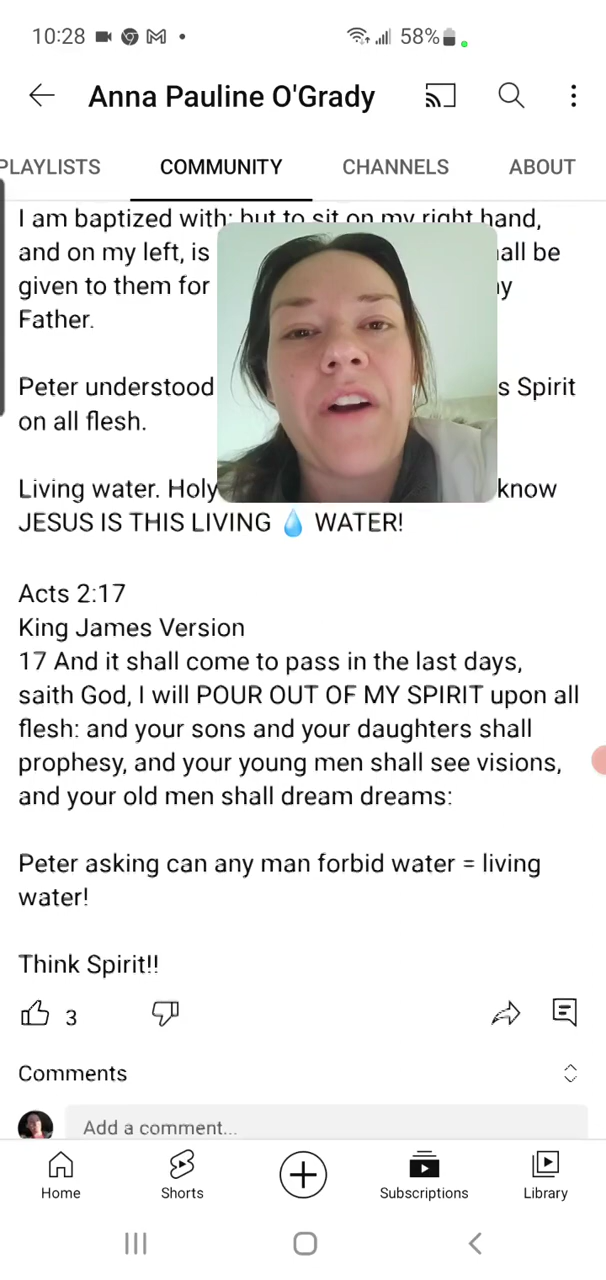 10:28 58%
Anna Pauline O'Grady
PLAYLISTS COMMUNITY CHANNELS ABOUT
I am baptized with: but to sit on my right hand,
and on my left, is all be
given to them for
Father.
Peter understood s Spirit
on all flesh.
Living water. Holy know
JESUS IS THIS LIVING 💧 WATER!
Acts 2:17
King James Version
17 And it shall come to pass in the last days,
saith God, I will POUR OUT OF MY SPIRIT upon all
flesh: and your sons and your daughters shall
prophesy, and your young men shall see visions,
and your old men shall dream dreams:
Peter asking can any man forbid water = living
water!
Think Spirit!!
3
Comments
Add a comment...
Home Shorts Subscriptions Library